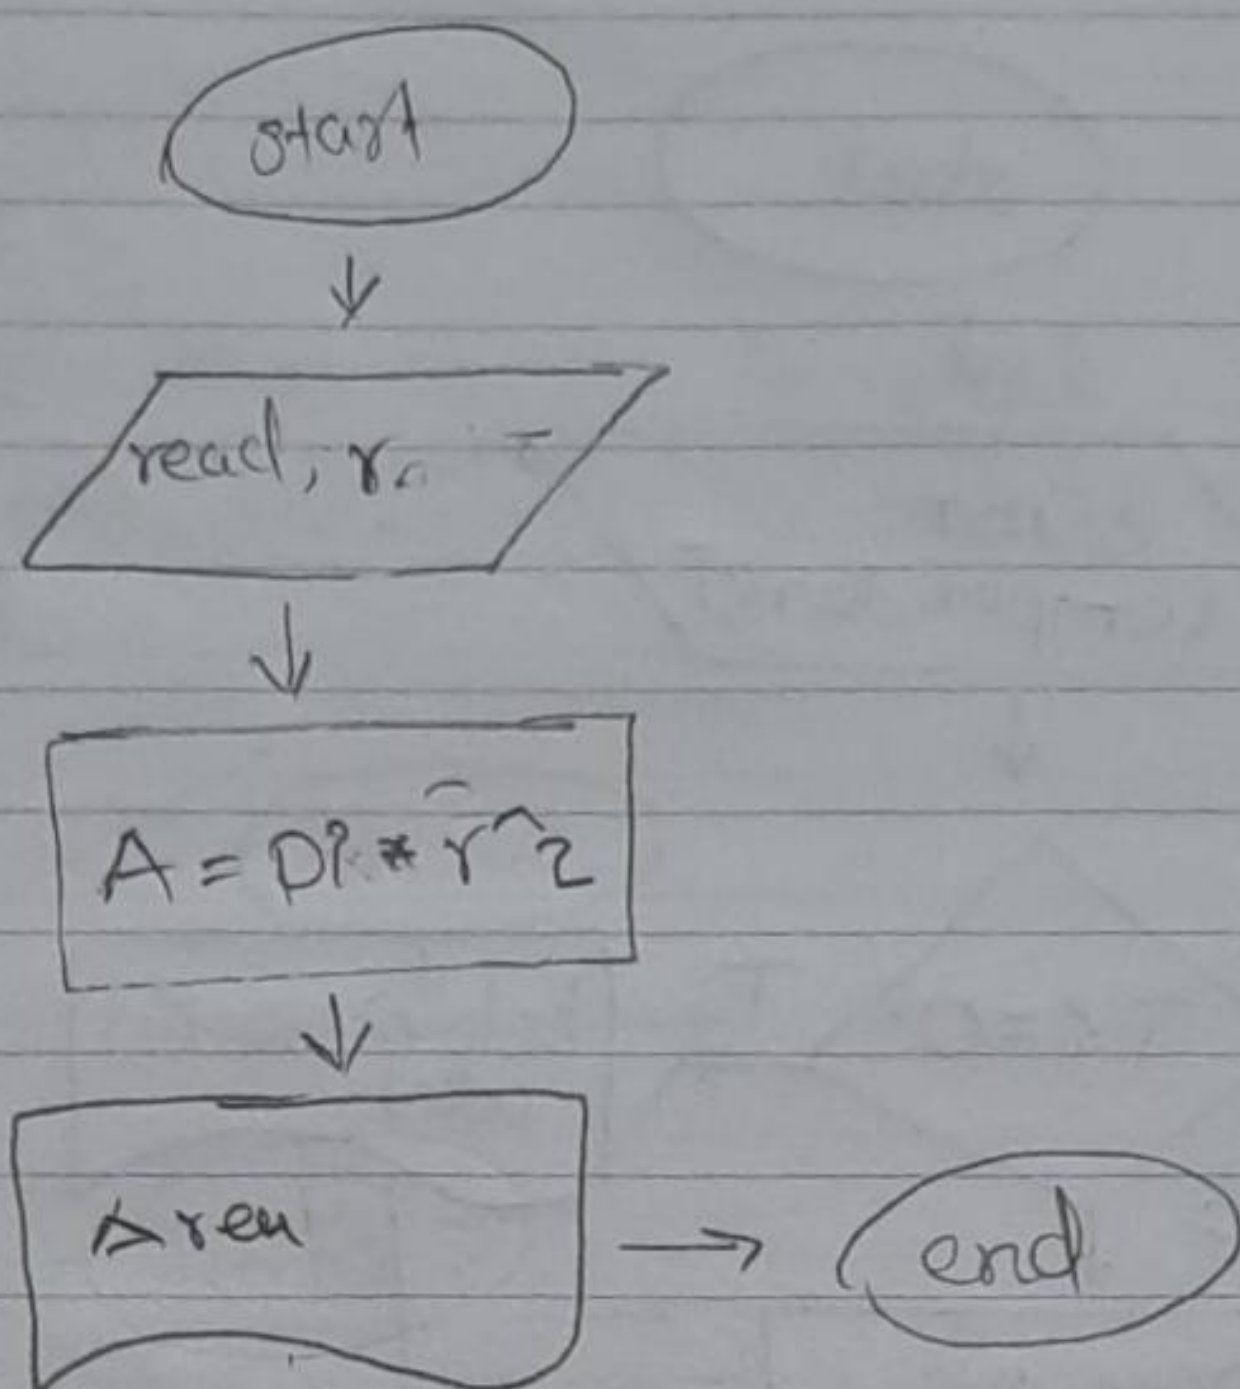 start
read, r.
A = Pi * r^2
Area
end